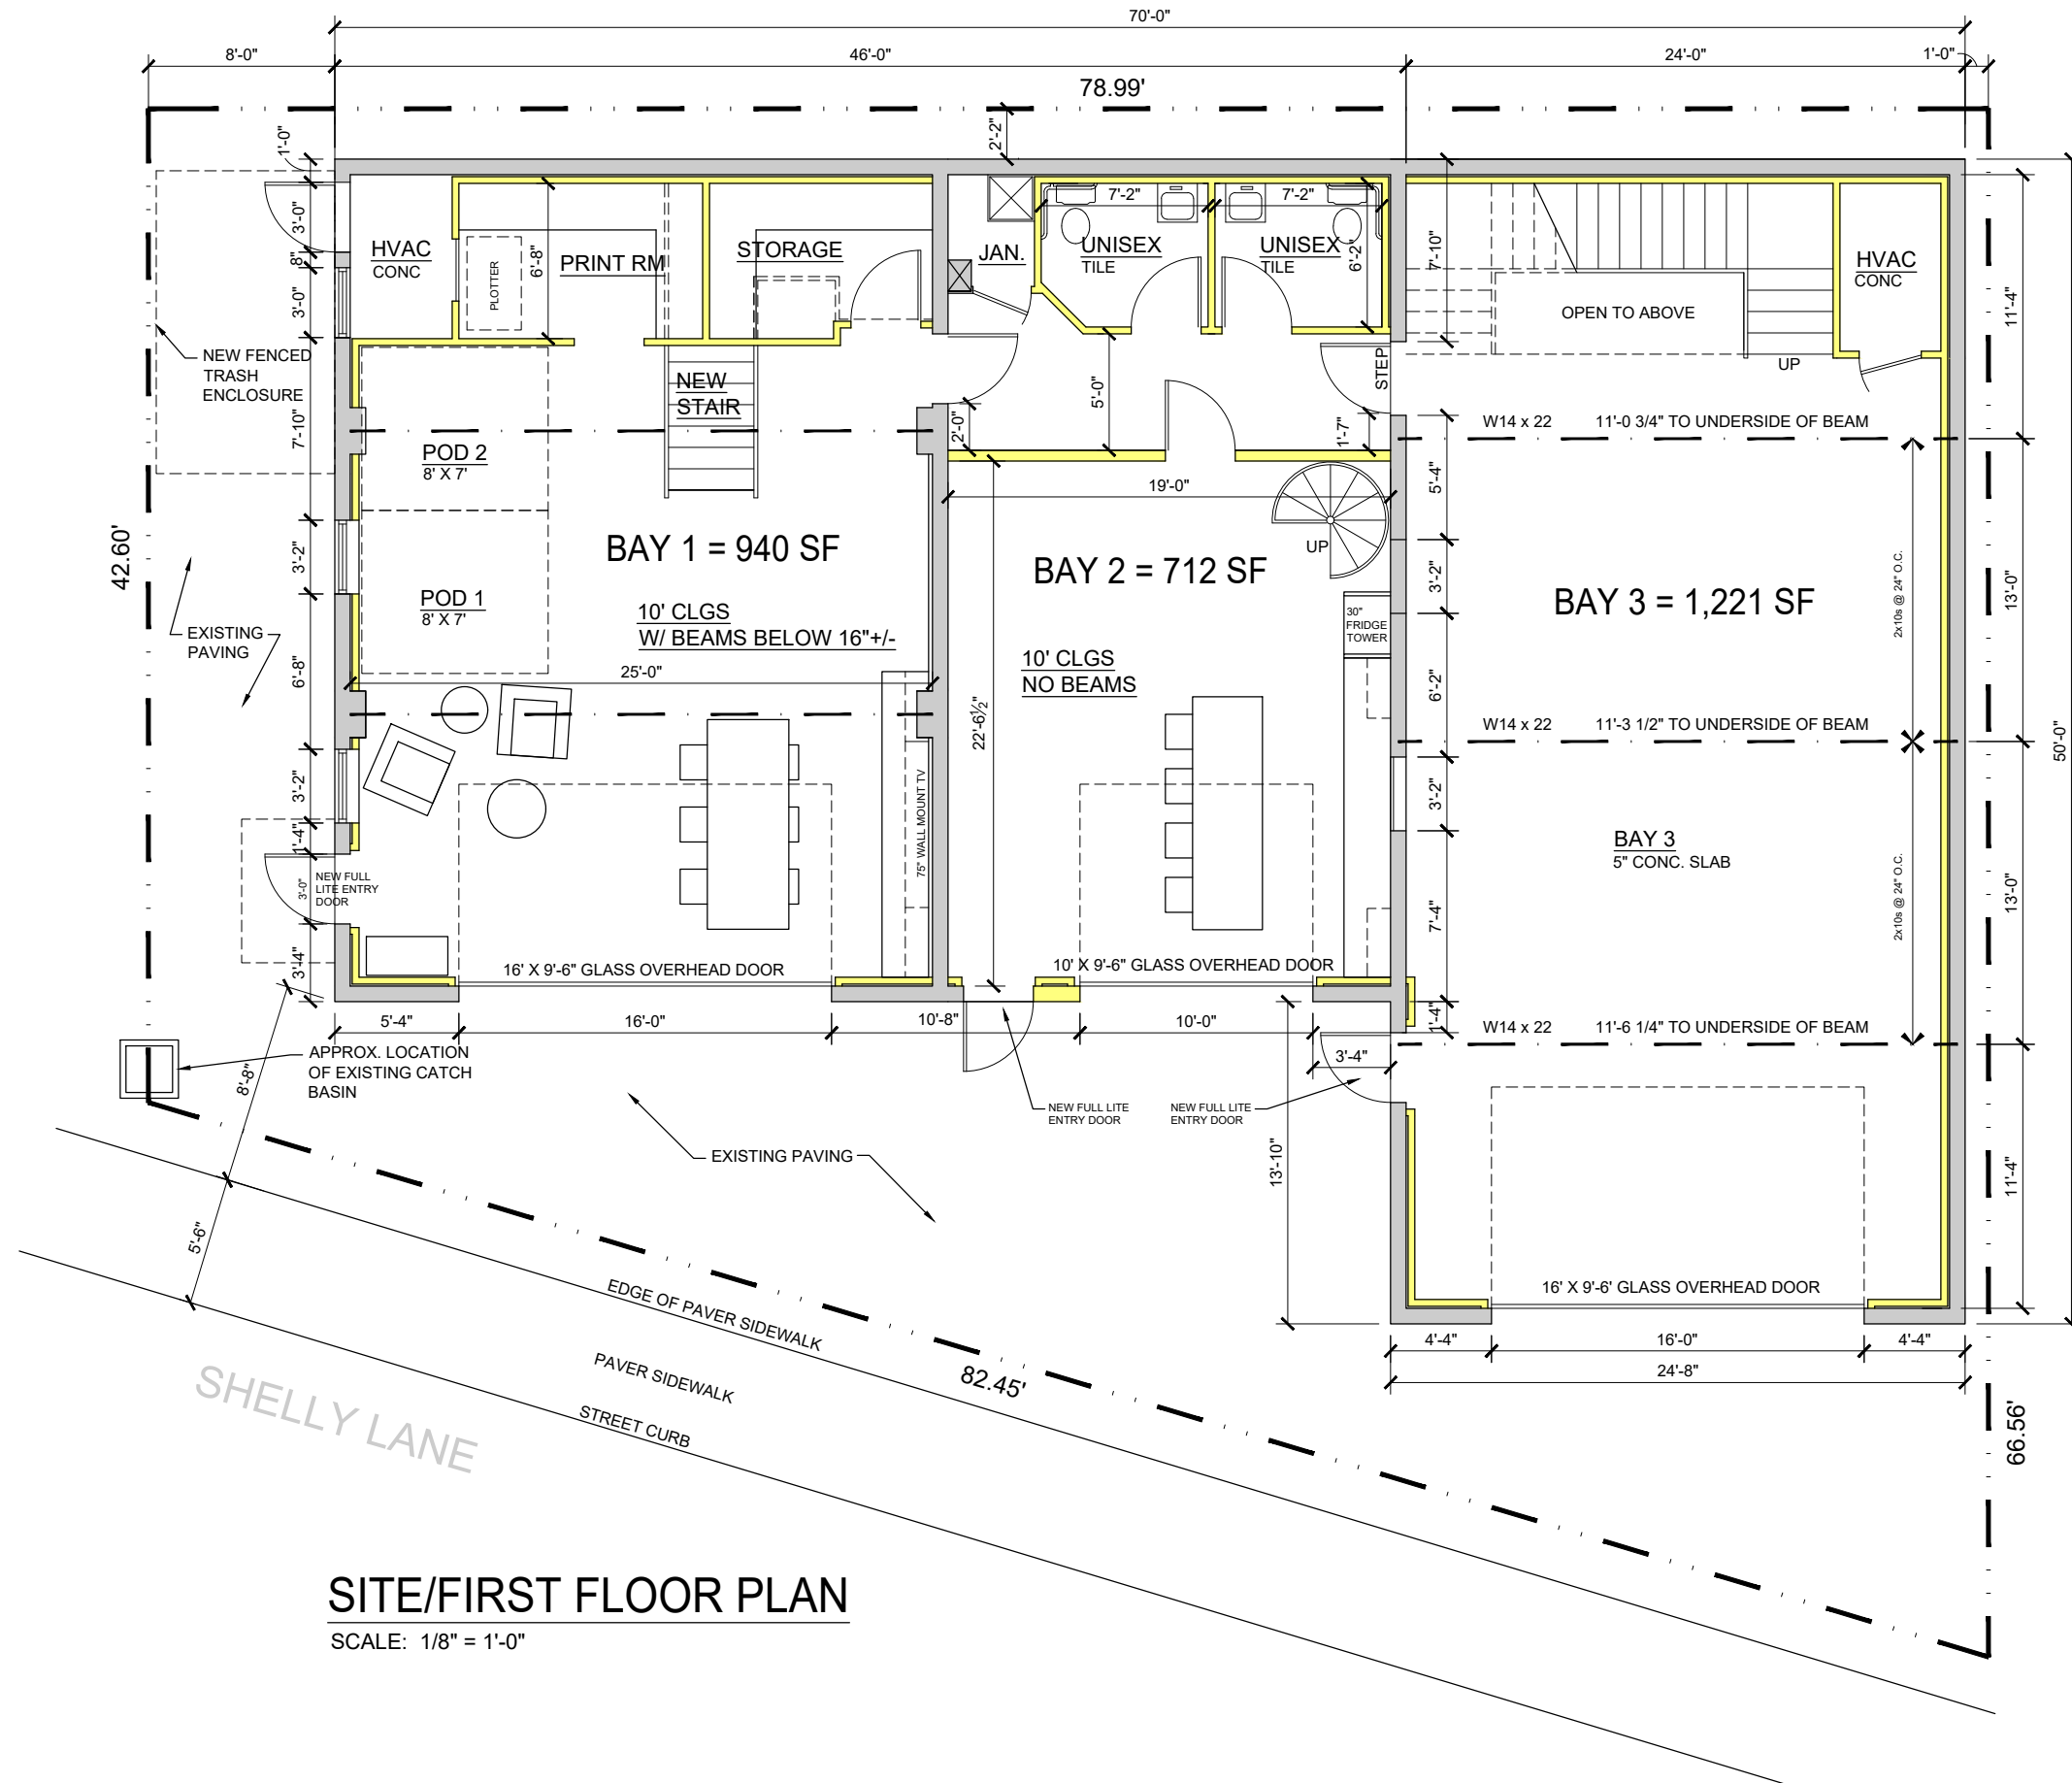 70'-0"
8'-0"
46'-0"
24'-0"
1'-0"
78.99'
2'-2"
1'-0"
3'-0"
8"
3'-0"
7'-10"
3'-2"
6'-8"
3'-2"
1'-4"
3'-0"
3'-4"
42.60'
HVAC
CONC
PLOTTER
6'-8"
PRINT RM
STORAGE
JAN.
7'-2"
7'-2"
UNISEX
TILE
UNISEX
TILE
6'-2"
7'-10"
HVAC
CONC
11'-4"
OPEN TO ABOVE
UP
NEW FENCED
TRASH
ENCLOSURE
NEW
STAIR
2'-0"
5'-0"
STEP
1'-7"
W14 x 22
11'-0 3/4" TO UNDERSIDE OF BEAM
POD 2
8' X 7'
19'-0"
5'-4"
BAY 1 = 940 SF
BAY 2 = 712 SF
UP
3'-2"
BAY 3 = 1,221 SF
2x10s @ 24" O.C.
13'-0"
POD 1
8' X 7'
10' CLGS
W/ BEAMS BELOW 16"+/-
30"
FRIDGE
TOWER
EXISTING
PAVING
10' CLGS
NO BEAMS
25'-0"
22'-6½"
6'-2"
W14 x 22
11'-3 1/2" TO UNDERSIDE OF BEAM
50'-0"
75" WALL MOUNT TV
3'-2"
BAY 3
5" CONC. SLAB
2x10s @ 24" O.C.
13'-0"
NEW FULL
LITE ENTRY
DOOR
7'-4"
16' X 9'-6" GLASS OVERHEAD DOOR
10' X 9'-6" GLASS OVERHEAD DOOR
5'-4"
16'-0"
10'-8"
10'-0"
1'-4"
W14 x 22
11'-6 1/4" TO UNDERSIDE OF BEAM
3'-4"
APPROX. LOCATION
OF EXISTING CATCH
BASIN
8'-8"
NEW FULL LITE
ENTRY DOOR
NEW FULL LITE
ENTRY DOOR
EXISTING PAVING
13'-10"
11'-4"
5'-6"
EDGE OF PAVER SIDEWALK
16' X 9'-6' GLASS OVERHEAD DOOR
4'-4"
16'-0"
4'-4"
24'-8"
PAVER SIDEWALK
82.45'
STREET CURB
SHELLY LANE
66.56'
SITE/FIRST FLOOR PLAN
SCALE: 1/8" = 1'-0"